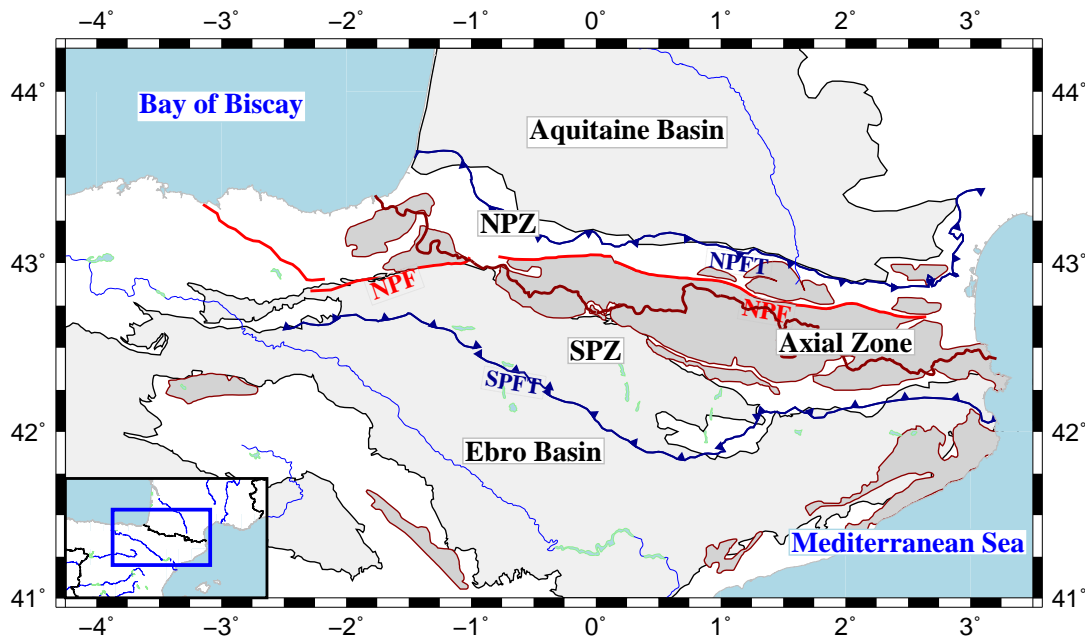 −4° −3° −2° −1° 0° 1° 2° 3°
44° 44°
Bay of Biscay
Aquitaine Basin
NPZ
43° 43°
NPFT
NPF
NPF
Axial Zone
SPZ
SPFT
42° 42°
Ebro Basin
Mediterranean Sea
41° 41°
−4° −3° −2° −1° 0° 1° 2° 3°